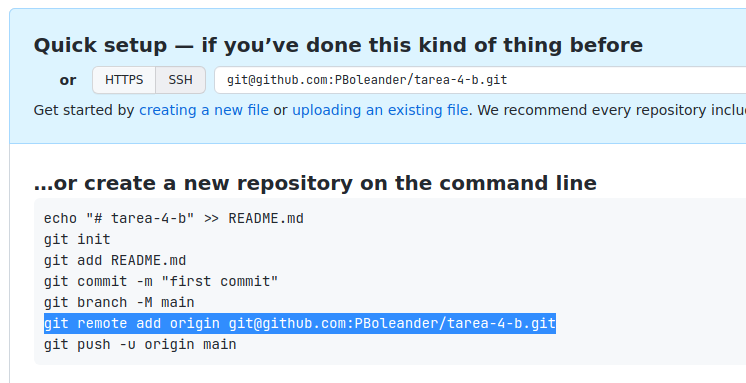 Quick setup — if you’ve done this kind of thing before
or HTTPS SSH git@github.com:PBoleander/tarea-4-b.git
Get started by creating a new file or uploading an existing file. We recommend every repository inclu
…or create a new repository on the command line
echo "# tarea-4-b" >> README.md
git init
git add README.md
git commit -m "first commit"
git branch -M main
git remote add origin git@github.com:PBoleander/tarea-4-b.git
git push -u origin main